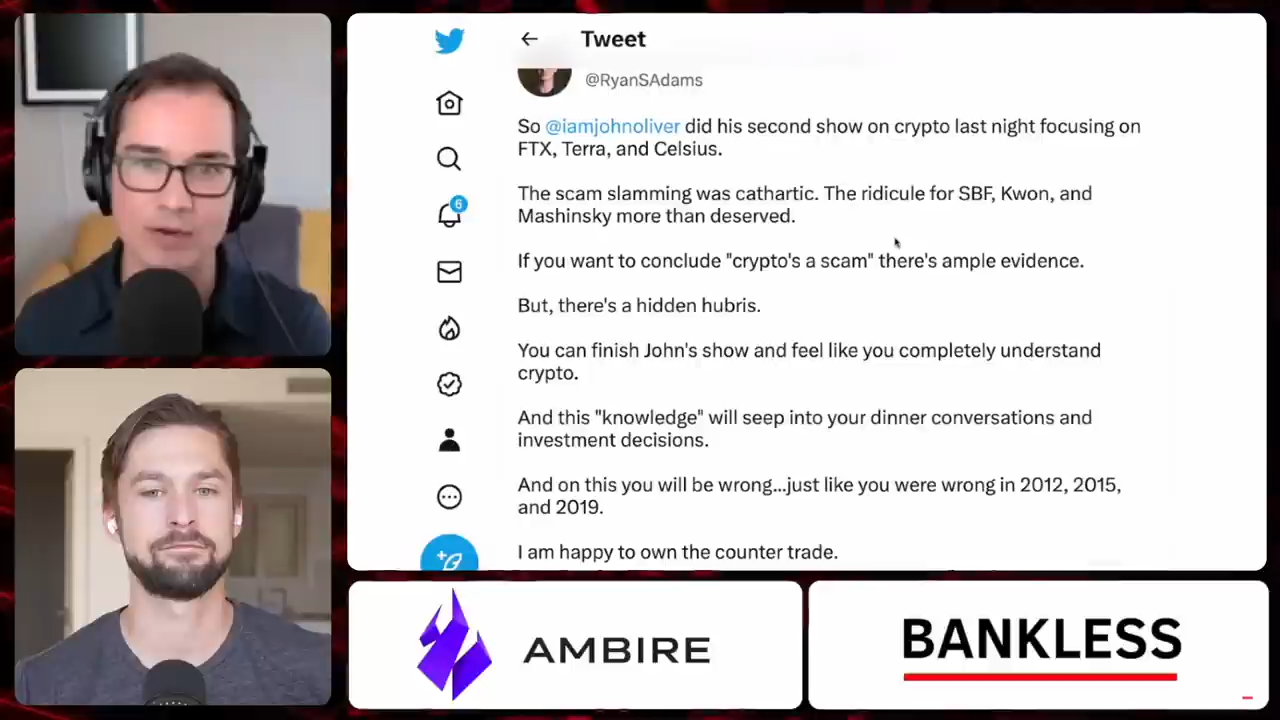 Tweet
@RyanSAdams
So @iamjohnoliver did his second show on crypto last night focusing on
FTX, Terra, and Celsius.
The scam slamming was cathartic. The ridicule for SBF, Kwon, and
Mashinsky more than deserved.
If you want to conclude "crypto's a scam" there's ample evidence.
But, there's a hidden hubris.
You can finish John's show and feel like you completely understand
crypto.
And this "knowledge" will seep into your dinner conversations and
investment decisions.
And on this you will be wrong...just like you were wrong in 2012, 2015,
and 2019.
I am happy to own the counter trade.
6
AMBIRE
BANKLESS